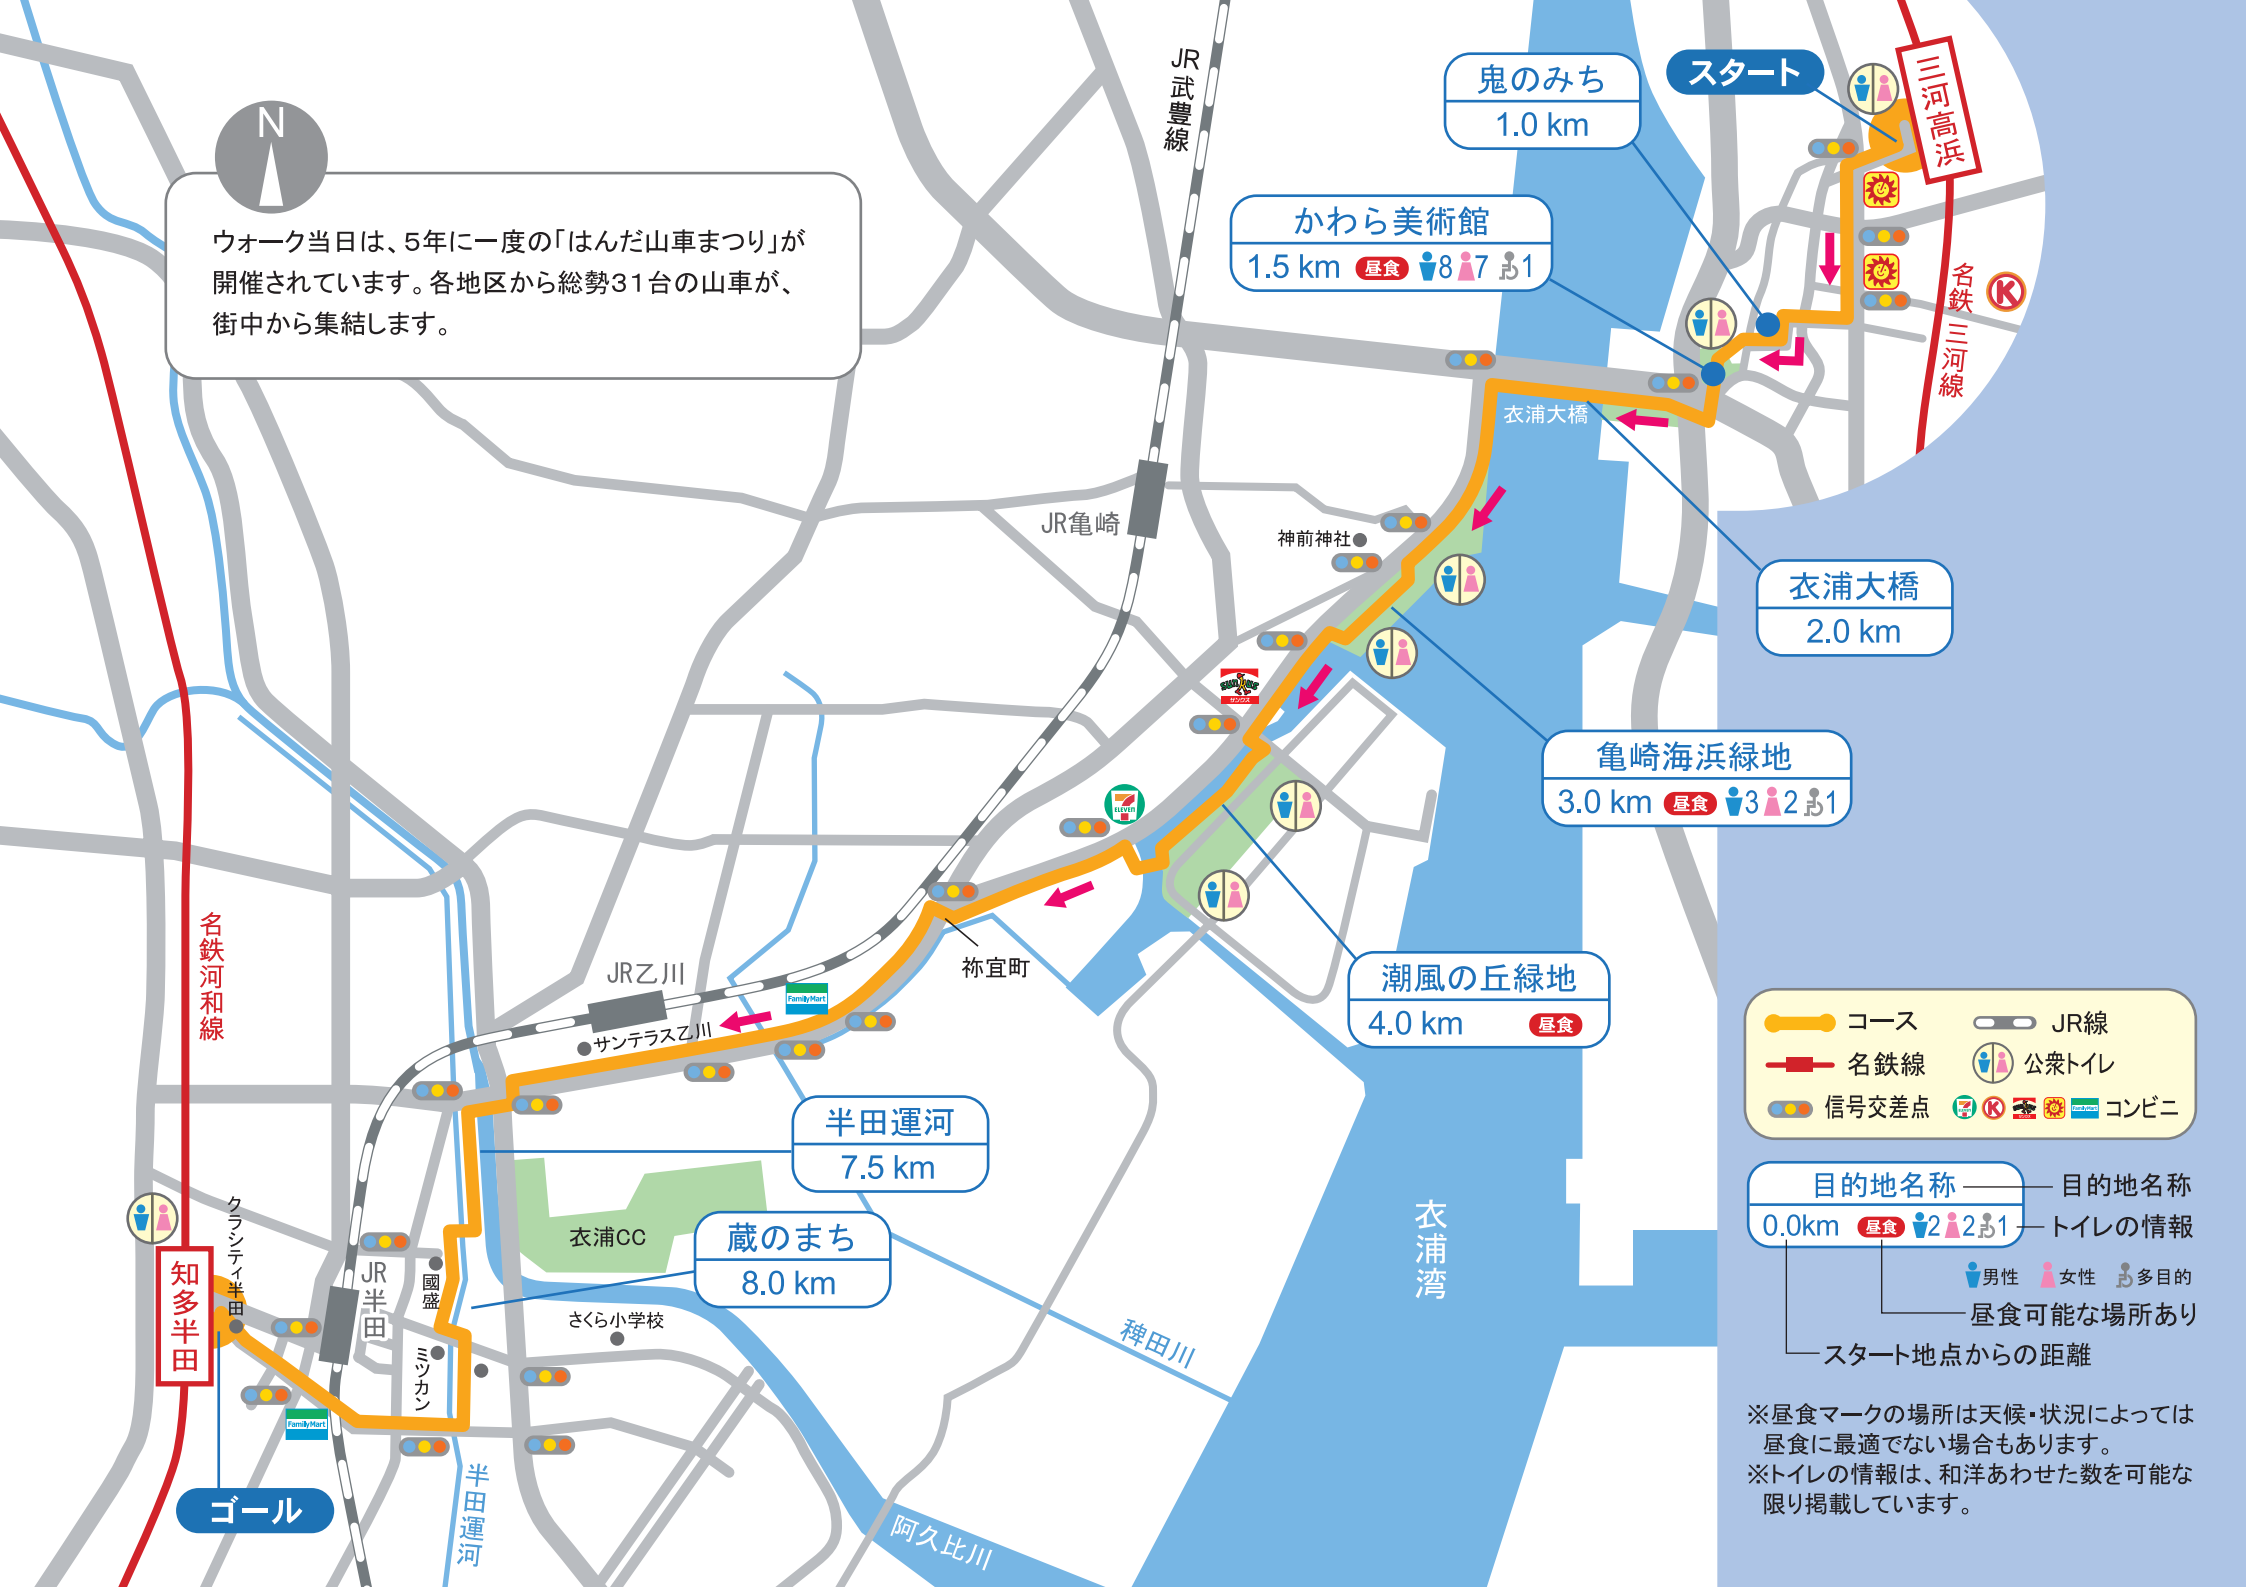 N
ウォーク当日は、5年に一度の「はんだ山車まつり」が
開催されています。各地区から総勢31台の山車が、
街中から集結します。
JR武豊線
鬼のみち
1.0 km
スタート
三河高浜
かわら美術館
1.5 km 昼食 8 7 1
名鉄三河線
K
衣浦大橋
JR亀崎
神前神社
衣浦大橋
2.0 km
サンクス
亀崎海浜緑地
3.0 km 昼食 3 2 1
7 ELEVEN
名鉄河和線
祢宜町
潮風の丘緑地
4.0 km 昼食
JR乙川
FamilyMart
サンテラス乙川
半田運河
7.5 km
衣浦CC
蔵のまち
8.0 km
さくら小学校
衣浦湾
稗田川
阿久比川
クラシティ半田
知多半田
JR半田
國盛
ミツカン
FamilyMart
半田運河
ゴール
コース
JR線
名鉄線
公衆トイレ
信号交差点
コンビニ
目的地名称
0.0km 昼食 2 2 1
目的地名称
トイレの情報
男性 女性 多目的
昼食可能な場所あり
スタート地点からの距離
※昼食マークの場所は天候・状況によっては
昼食に最適でない場合もあります。
※トイレの情報は、和洋あわせた数を可能な
限り掲載しています。